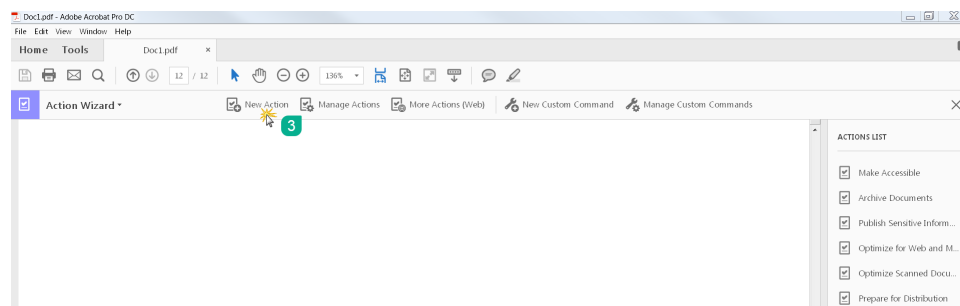 Doc1.pdf - Adobe Acrobat Pro DC
File Edit View Window Help
Home Tools Doc1.pdf ×
12 / 12 136%
Action Wizard New Action Manage Actions More Actions (Web) New Custom Command Manage Custom Commands
3
ACTIONS LIST
Make Accessible
Archive Documents
Publish Sensitive Inform...
Optimize for Web and M...
Optimize Scanned Docu...
Prepare for Distribution